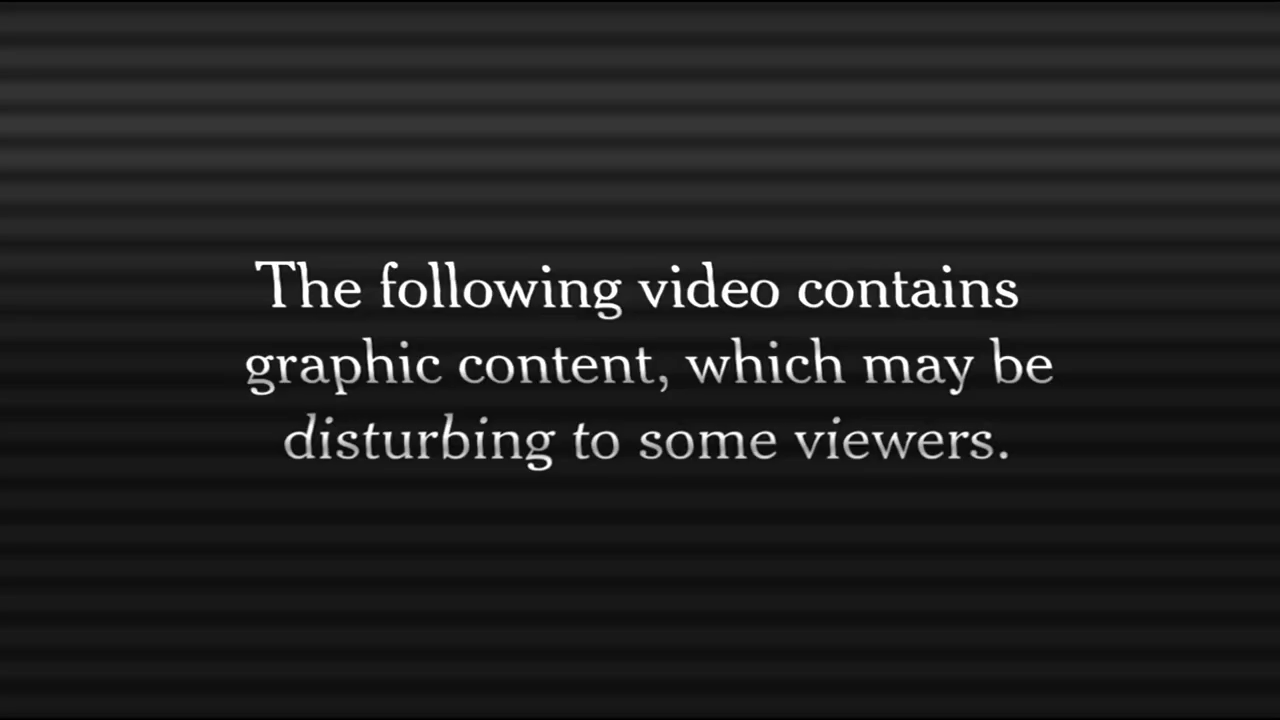 The following video contains
graphic content, which may be
disturbing to some viewers.